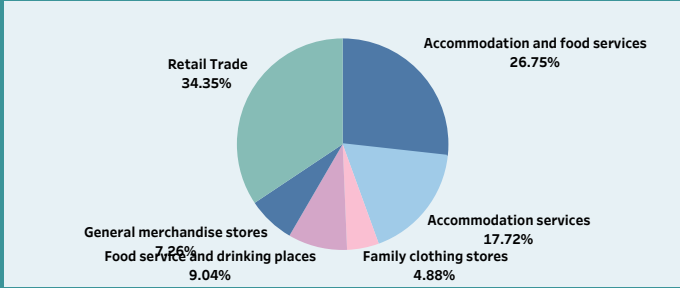 Accommodation and food services
26.75%
Retail Trade
34.35%
Accommodation services
17.72%
General merchandise stores
7.26%
Food service and drinking places
9.04%
Family clothing stores
4.88%